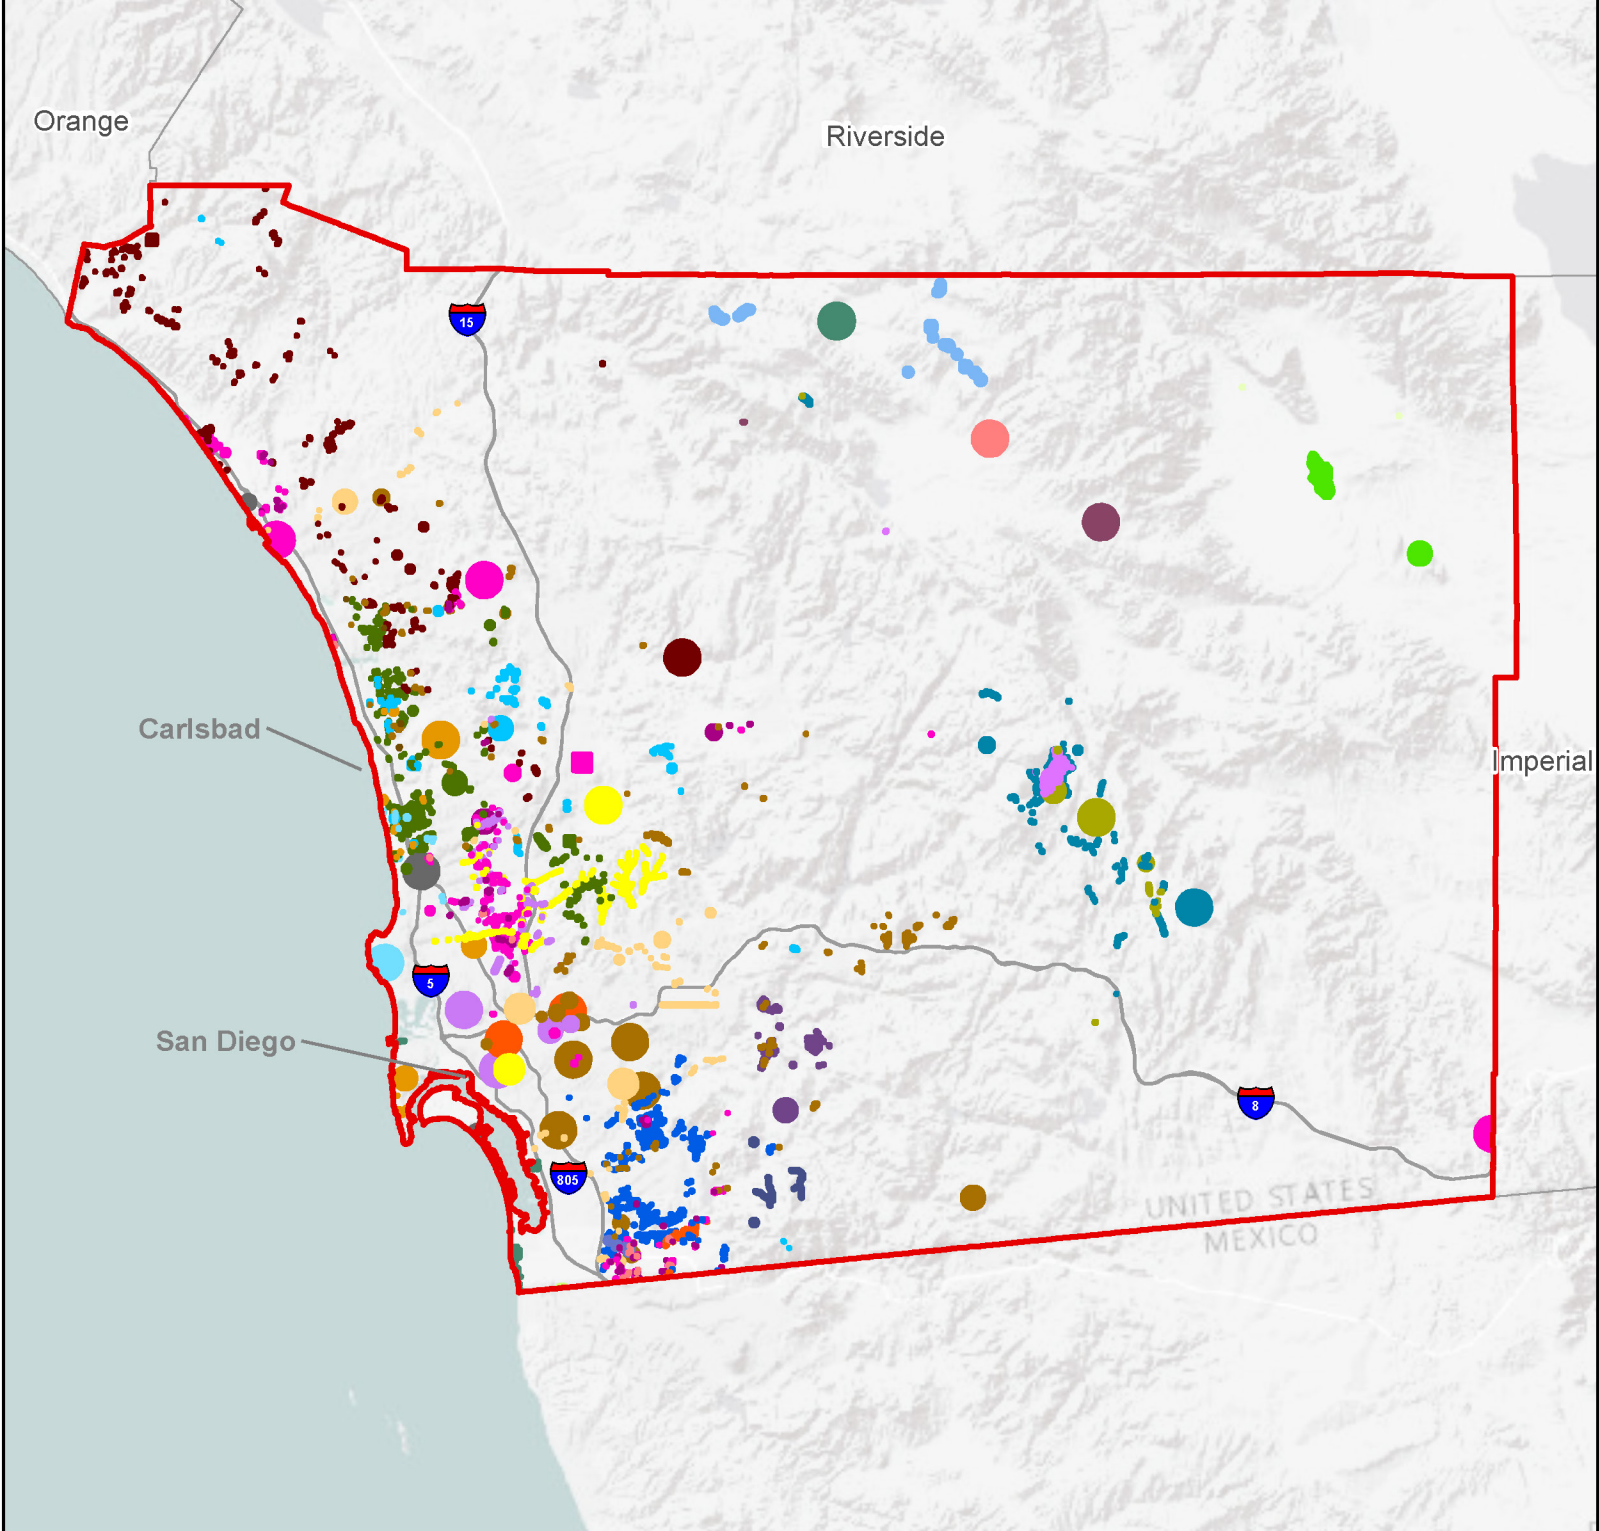 Orange
Riverside
15
Carlsbad
Imperial
5
San Diego
8
805
UNITED STATES
MEXICO